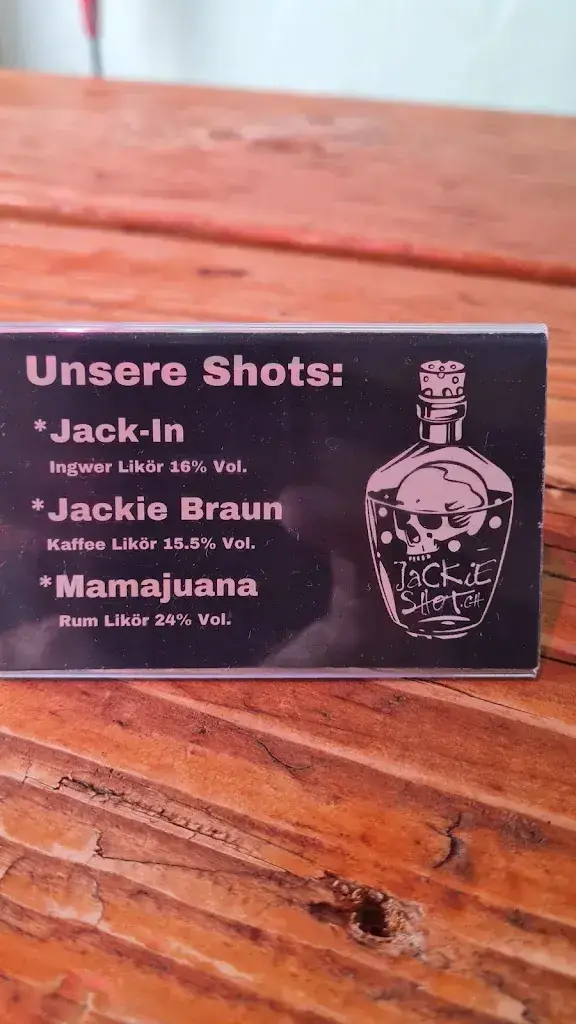 Unsere Shots:
*Jack-In
Ingwer Likör 16% Vol.
*Jackie Braun
Kaffee Likör 15.5% Vol.
*Mamajuana
Rum Likör 24% Vol.
JaCKiE
SHOT.CH